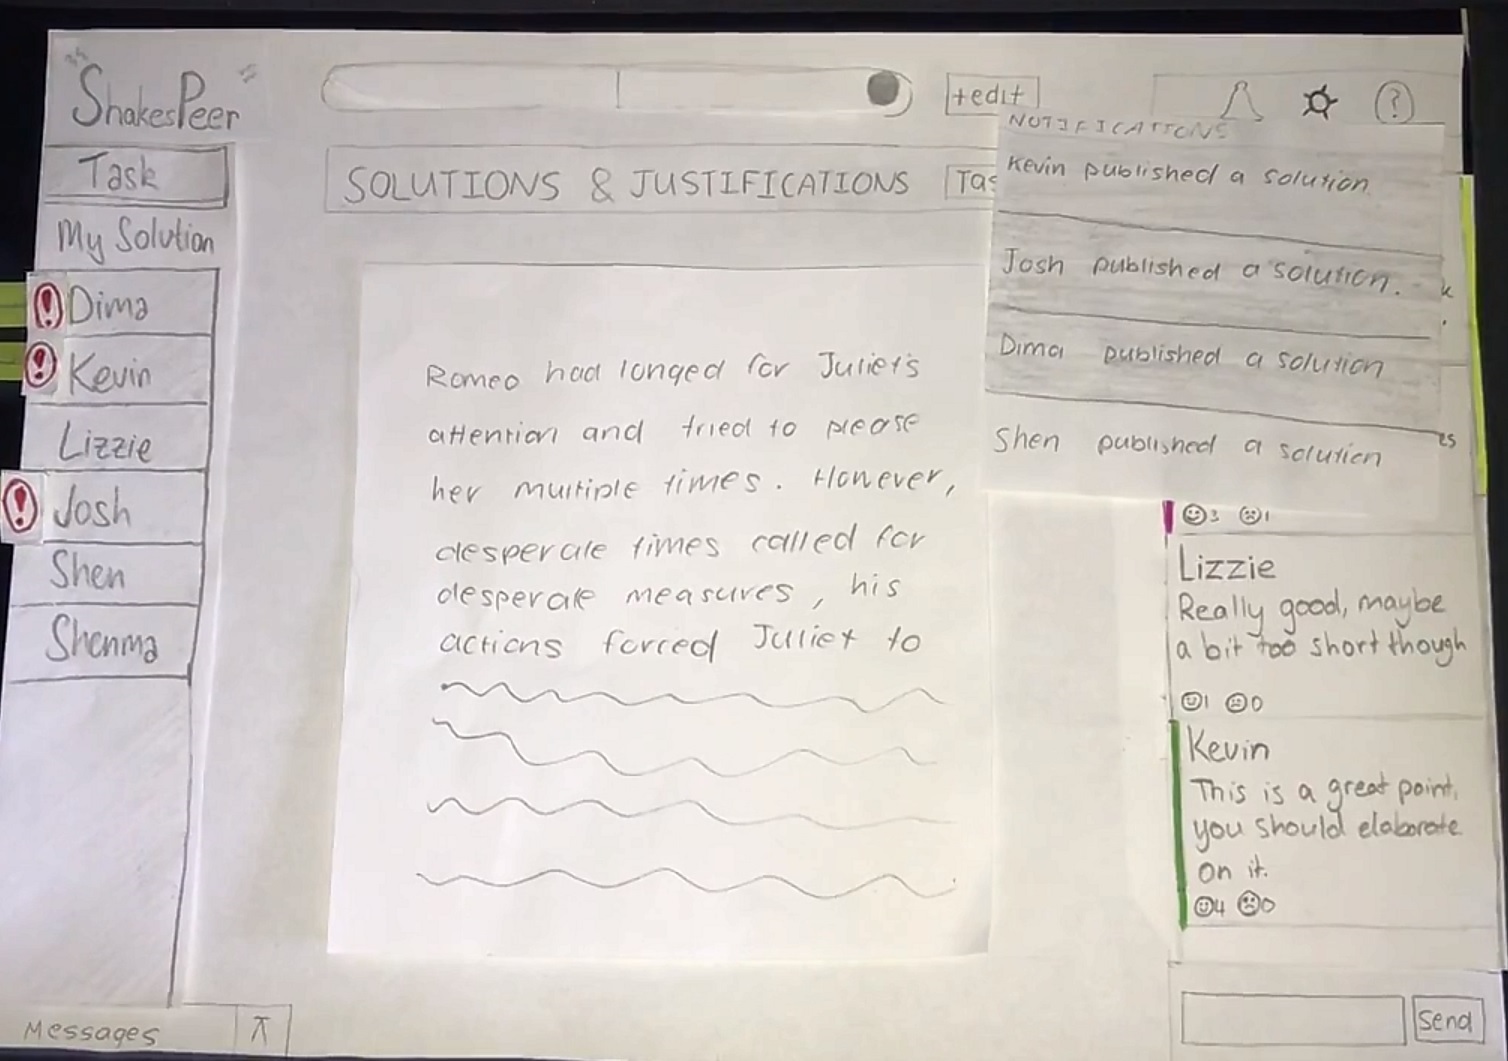 "ShakesPeer"
+edit
?
Task
My Solution
! Dima
! Kevin
Lizzie
! Josh
Shen
Shenma
Messages
SOLUTIONS & JUSTIFICATIONS
Romeo had longed for Juliet's
attention and tried to please
her multiple times. However,
desperate times called for
desperate measures, his
actions forced Juliet to
NOTIFICATIONS
Kevin published a solution.
Josh published a solution.
Dima published a solution
Shen published a solution
3 1
Lizzie
Really good, maybe
a bit too short though
1 0
Kevin
This is a great point,
you should elaborate
on it.
4 0
Send